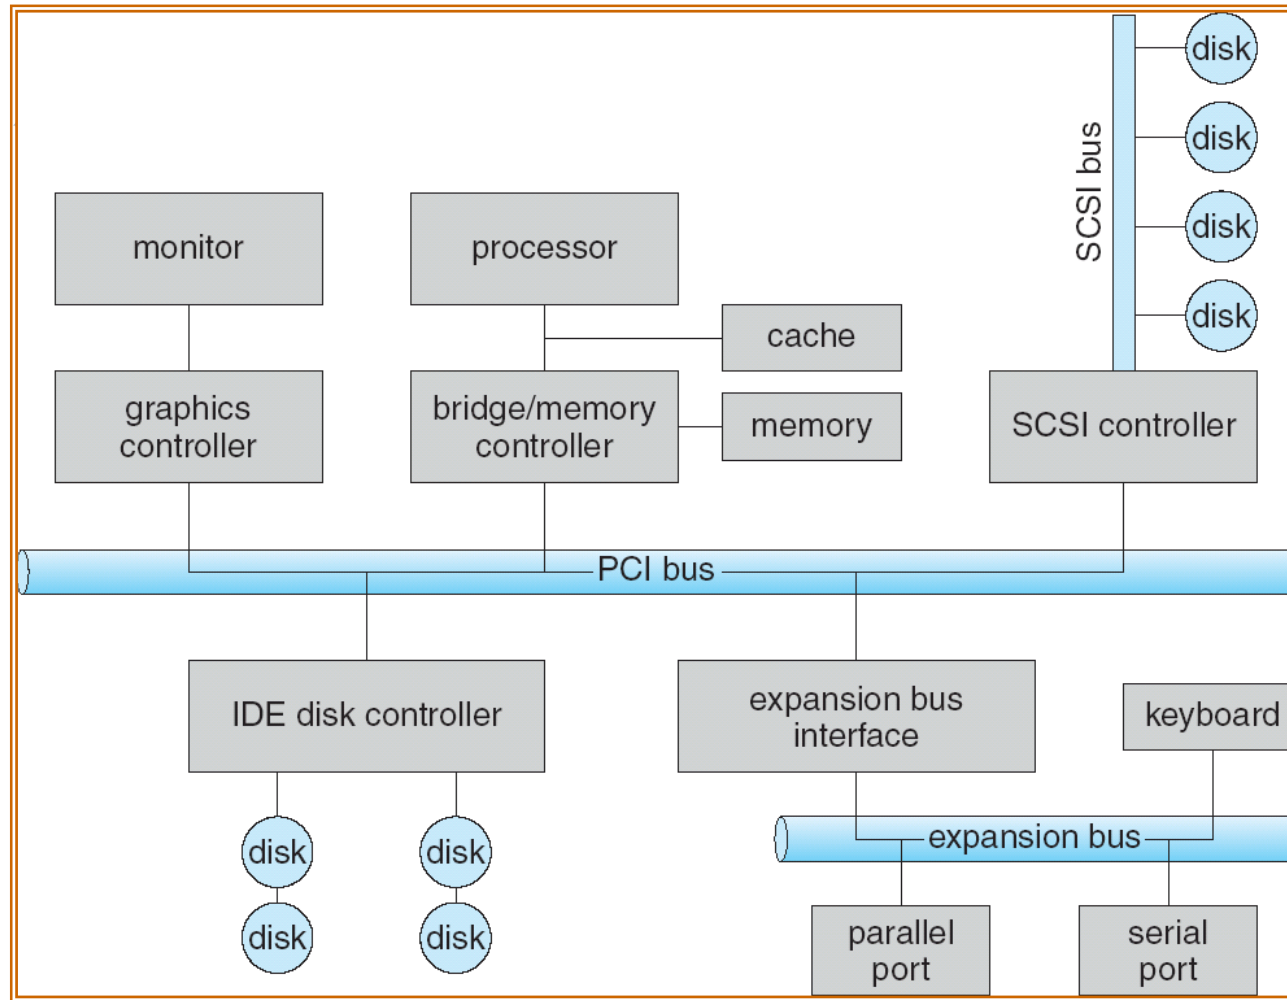 disk
disk
disk
disk
SCSI bus
monitor
processor
cache
graphics
controller
bridge/memory
controller
memory
SCSI controller
PCI bus
IDE disk controller
expansion bus
interface
keyboard
disk
disk
disk
disk
expansion bus
parallel
port
serial
port